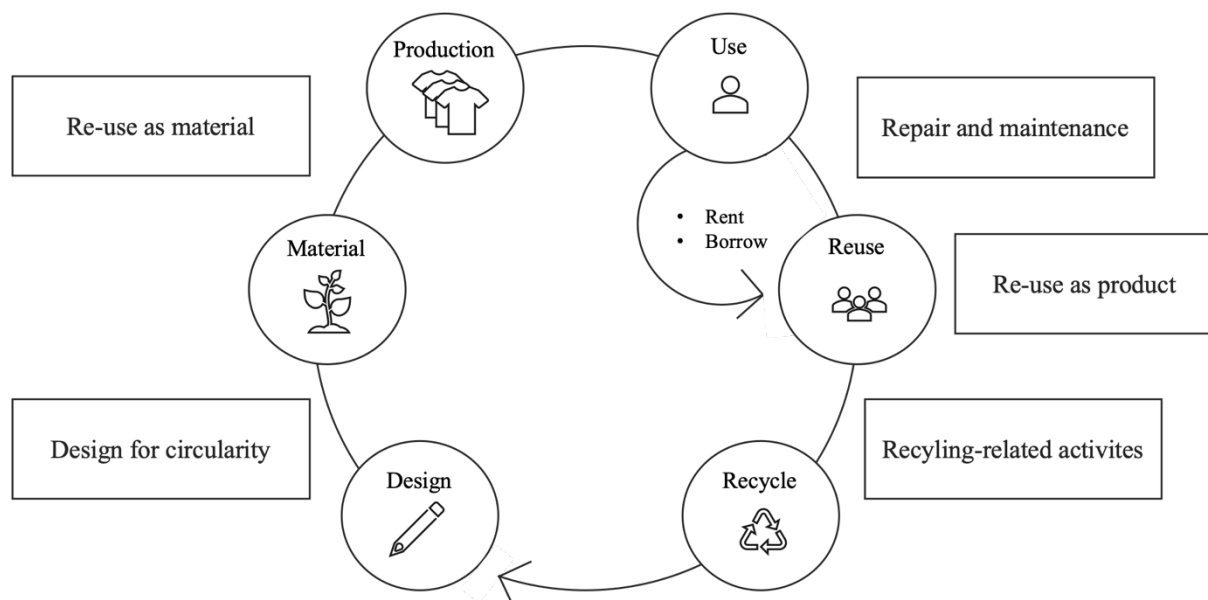 Production
Use
Re-use as material
Repair and maintenance
• Rent
• Borrow
Material
Reuse
Re-use as product
Design for circularity
Recyling-related activites
Design
Recycle